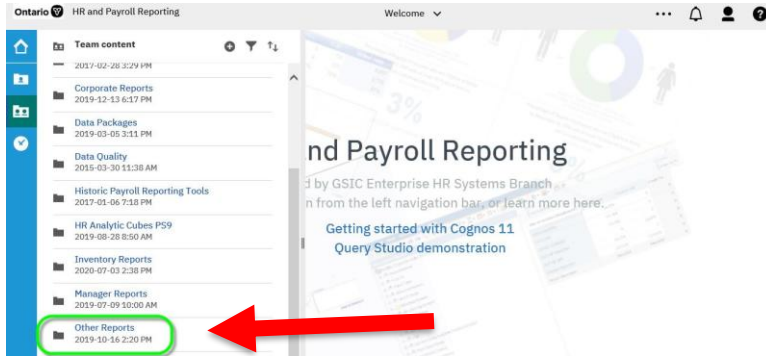 Ontario HR and Payroll Reporting
Welcome
Team content
2017-02-28 3:29 PM
Corporate Reports
2019-12-13 6:17 PM
Data Packages
2019-03-05 3:11 PM
Data Quality
2015-03-30 11:38 AM
Historic Payroll Reporting Tools
2017-01-06 7:18 PM
HR Analytic Cubes PS9
2019-08-28 8:50 AM
Inventory Reports
2020-07-03 2:38 PM
Manager Reports
2019-07-09 10:00 AM
Other Reports
2019-10-16 2:20 PM
3%
3%
nd Payroll Reporting
d by GSIC Enterprise HR Systems Branch
n from the left navigation bar, or learn more here.
Getting started with Cognos 11
Query Studio demonstration